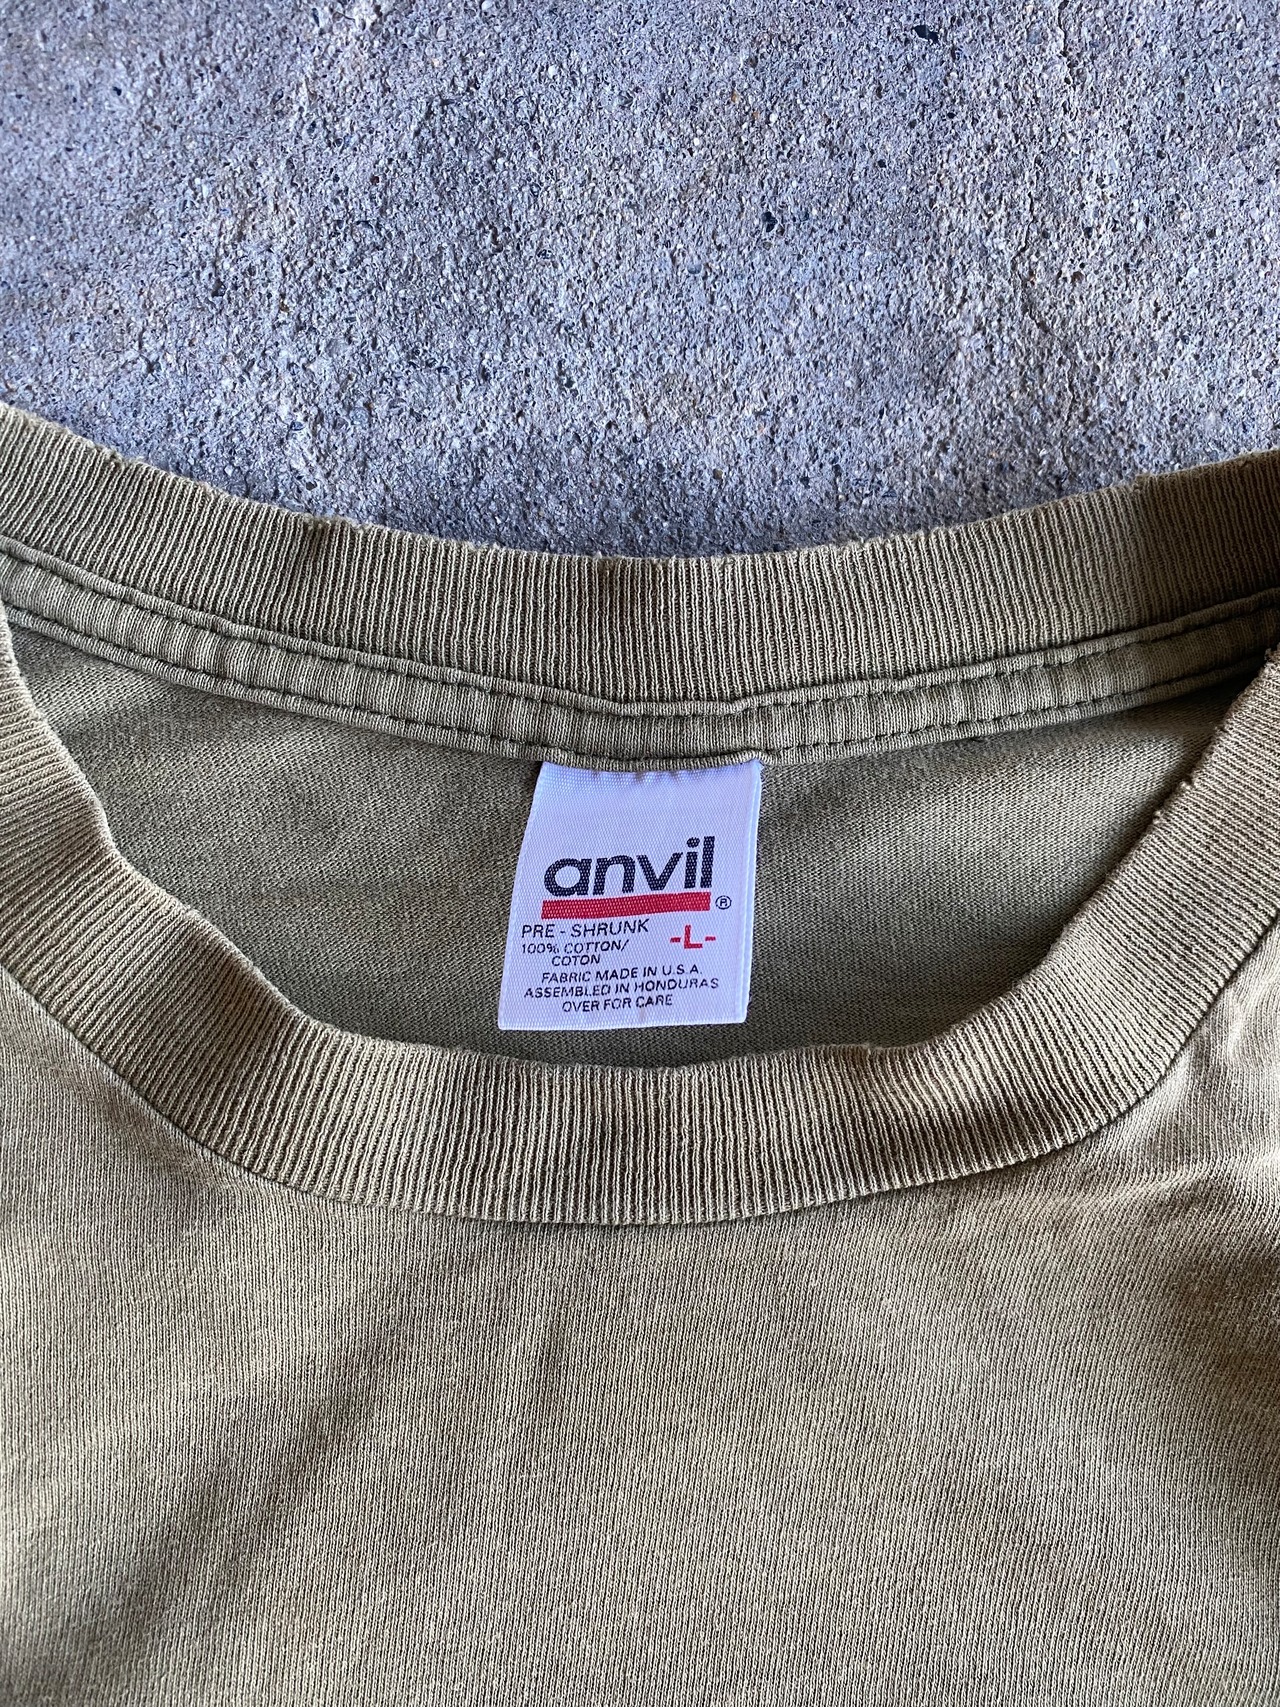 anvil®
PRE - SHRUNK
100% COTTON/
COTON
-L-
FABRIC MADE IN U.S.A.
ASSEMBLED IN HONDURAS
OVER FOR CARE